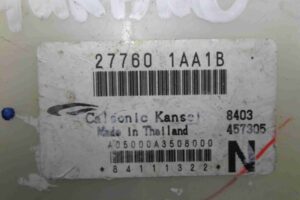 27760 1AA1B
Calsonic Kansei
8403
Made in Thailand
457305
A05000A3508000
N
*84111322*